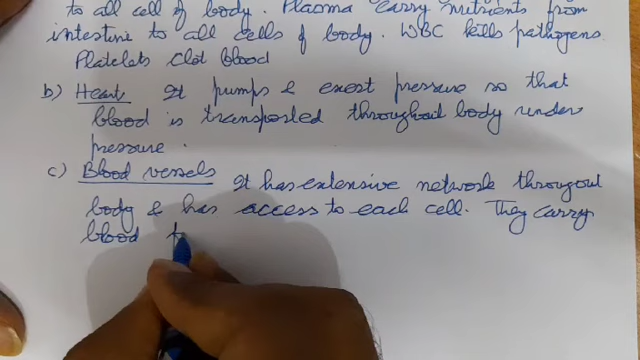 to all cell of body. Plasma carry nutrients from
intestine to all cells of body. WBC kills pathogens.
Platelets clot blood
b) Heart It pumps & exert pressure so that
blood is transported throughout body under
pressure.
c) Blood vessels It has extensive network througout
body & has access to each cell. They carry
blood